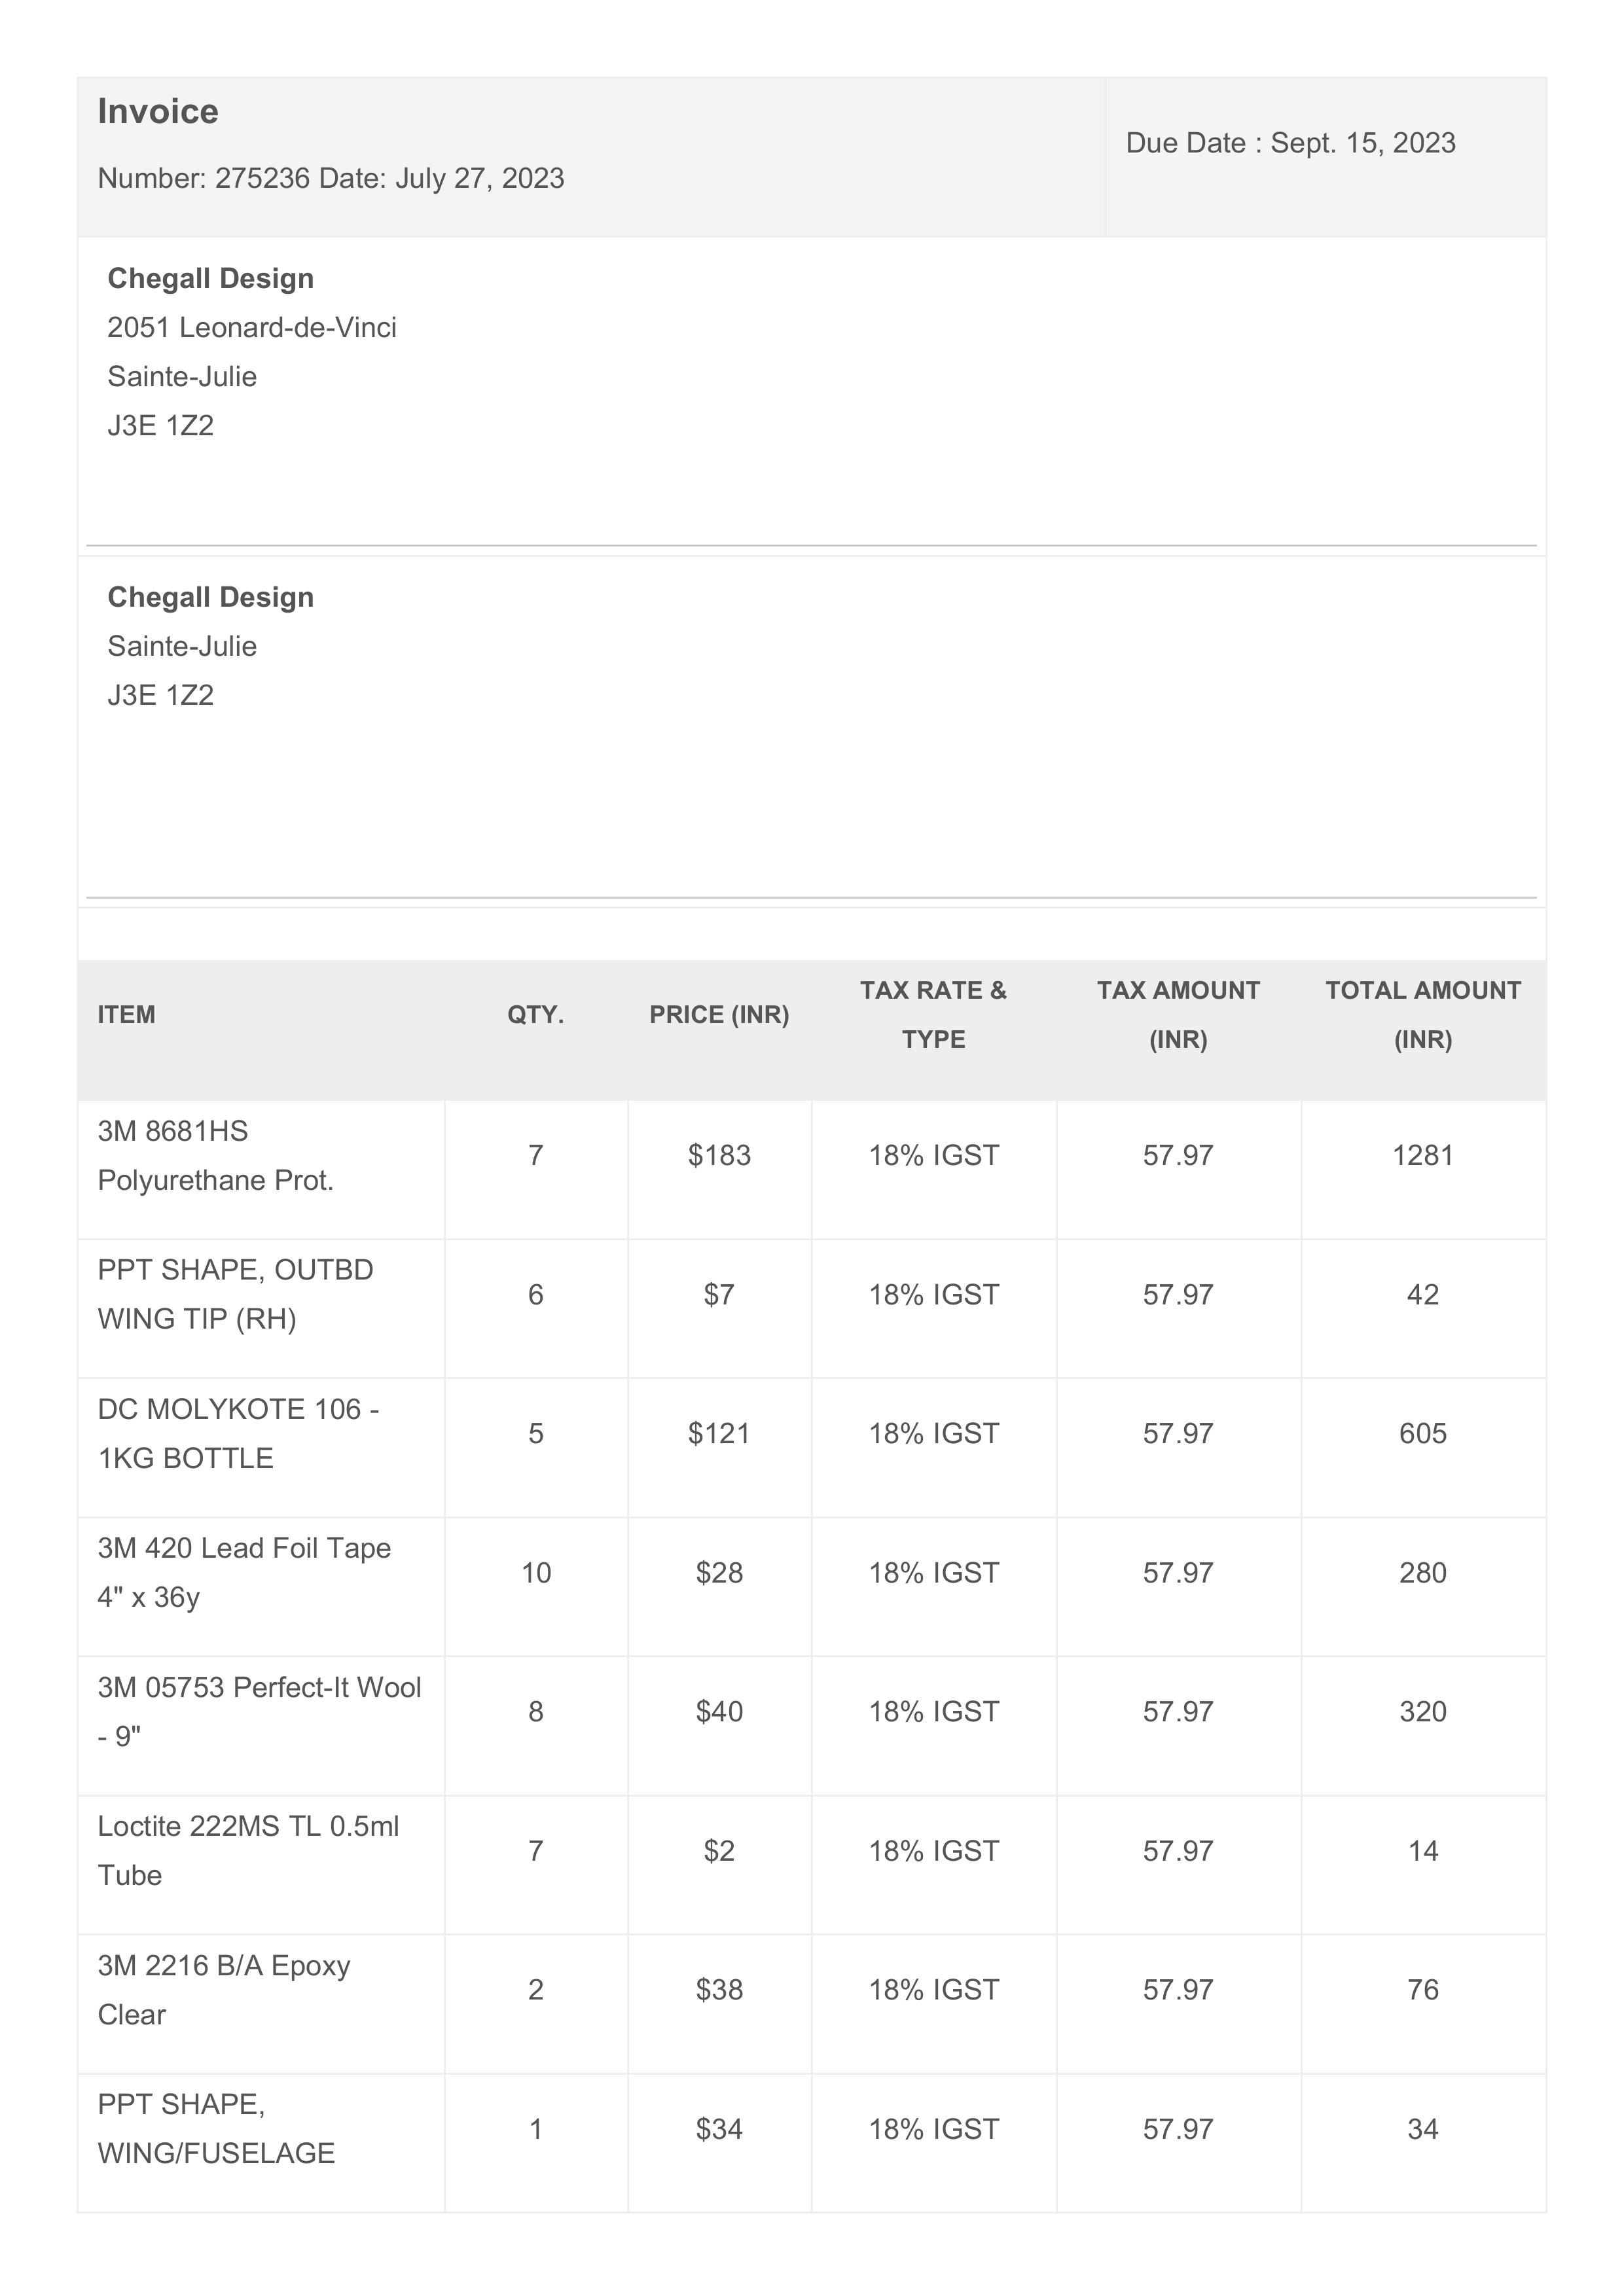 Invoice
Number: 275236 Date: July 27, 2023
Due Date : Sept. 15, 2023
Chegall Design
2051 Leonard-de-Vinci
Sainte-Julie
J3E 1Z2
Chegall Design
Sainte-Julie
J3E 1Z2
ITEM QTY. PRICE (INR) TAX RATE & TYPE TAX AMOUNT (INR) TOTAL AMOUNT (INR)
3M 8681HS
Polyurethane Prot.
7 $183 18% IGST 57.97 1281
PPT SHAPE, OUTBD
WING TIP (RH)
6 $7 18% IGST 57.97 42
DC MOLYKOTE 106 -
1KG BOTTLE
5 $121 18% IGST 57.97 605
3M 420 Lead Foil Tape
4" x 36y
10 $28 18% IGST 57.97 280
3M 05753 Perfect-It Wool
- 9"
8 $40 18% IGST 57.97 320
Loctite 222MS TL 0.5ml
Tube
7 $2 18% IGST 57.97 14
3M 2216 B/A Epoxy
Clear
2 $38 18% IGST 57.97 76
PPT SHAPE,
WING/FUSELAGE
1 $34 18% IGST 57.97 34